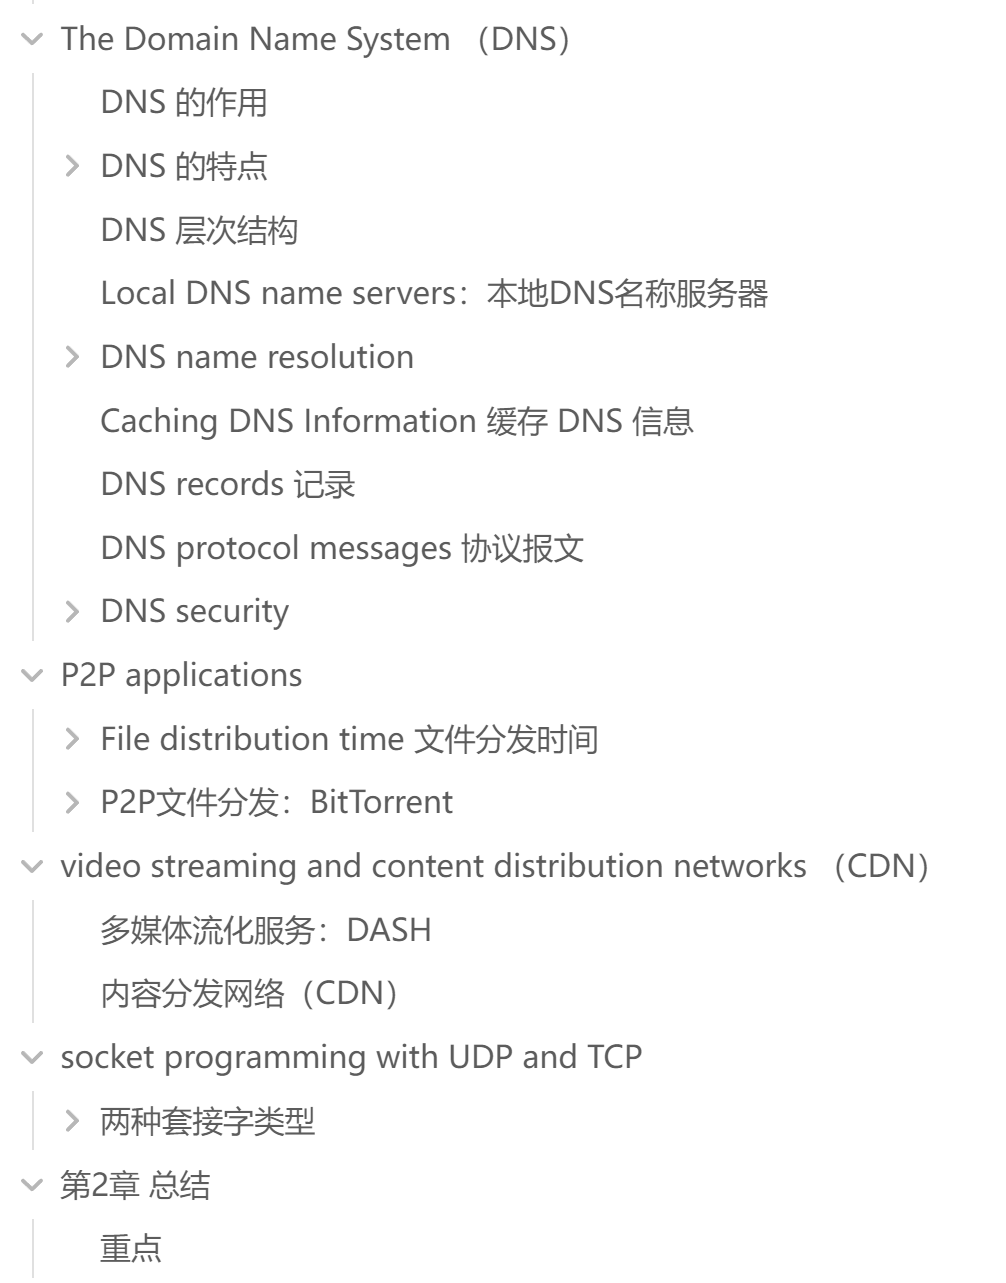 The Domain Name System （DNS）
DNS 的作用
DNS 的特点
DNS 层次结构
Local DNS name servers：本地DNS名称服务器
DNS name resolution
Caching DNS Information 缓存 DNS 信息
DNS records 记录
DNS protocol messages 协议报文
DNS security
P2P applications
File distribution time 文件分发时间
P2P文件分发：BitTorrent
video streaming and content distribution networks （CDN）
多媒体流化服务：DASH
内容分发网络（CDN）
socket programming with UDP and TCP
两种套接字类型
第2章 总结
重点